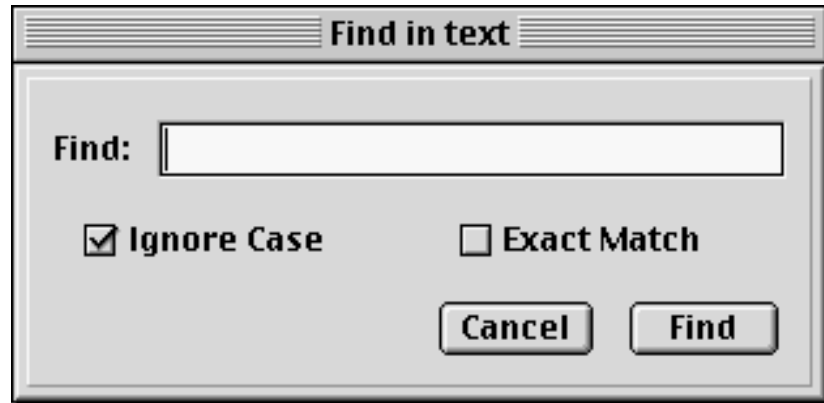 Find in text
Find:
Ignore Case Exact Match
Cancel Find